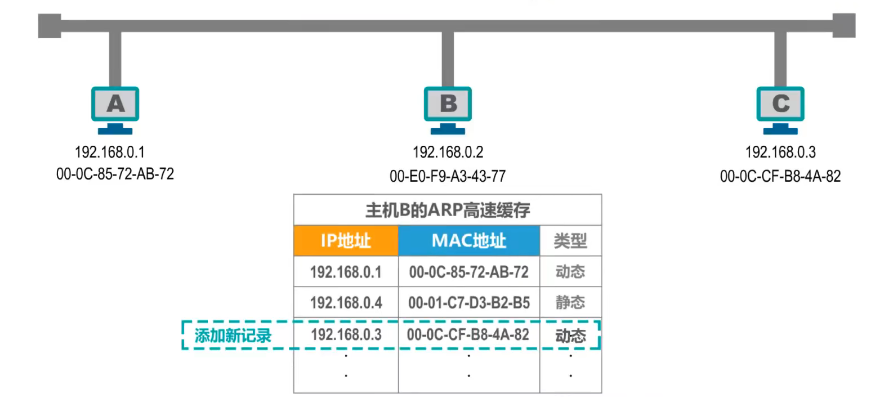 A B C
192.168.0.1 192.168.0.2 192.168.0.3
00-0C-85-72-AB-72 00-E0-F9-A3-43-77 00-0C-CF-B8-4A-82
主机B的ARP高速缓存
IP地址 MAC地址 类型
192.168.0.1 00-0C-85-72-AB-72 动态
192.168.0.4 00-01-C7-D3-B2-B5 静态
添加新记录 192.168.0.3 00-0C-CF-B8-4A-82 动态